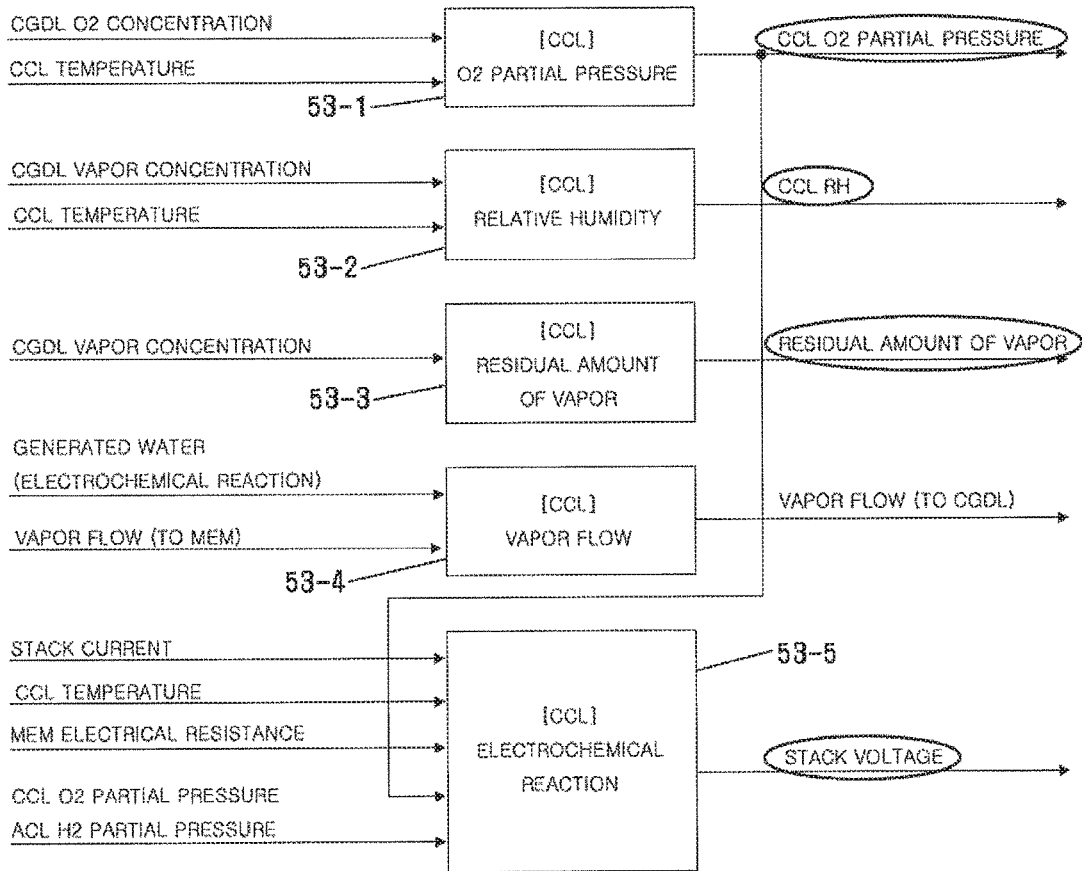 CGDL O2 CONCENTRATION
CCL TEMPERATURE
[CCL]
O2 PARTIAL PRESSURE
CCL O2 PARTIAL PRESSURE
53-1
CGDL VAPOR CONCENTRATION
CCL TEMPERATURE
[CCL]
RELATIVE HUMIDITY
CCL RH
53-2
CGDL VAPOR CONCENTRATION
[CCL]
RESIDUAL AMOUNT
OF VAPOR
RESIDUAL AMOUNT OF VAPOR
53-3
GENERATED WATER
(ELECTROCHEMICAL REACTION)
VAPOR FLOW (TO MEM)
[CCL]
VAPOR FLOW
VAPOR FLOW (TO CGDL)
53-4
STACK CURRENT
CCL TEMPERATURE
MEM ELECTRICAL RESISTANCE
CCL O2 PARTIAL PRESSURE
ACL H2 PARTIAL PRESSURE
[CCL]
ELECTROCHEMICAL
REACTION
53-5
STACK VOLTAGE